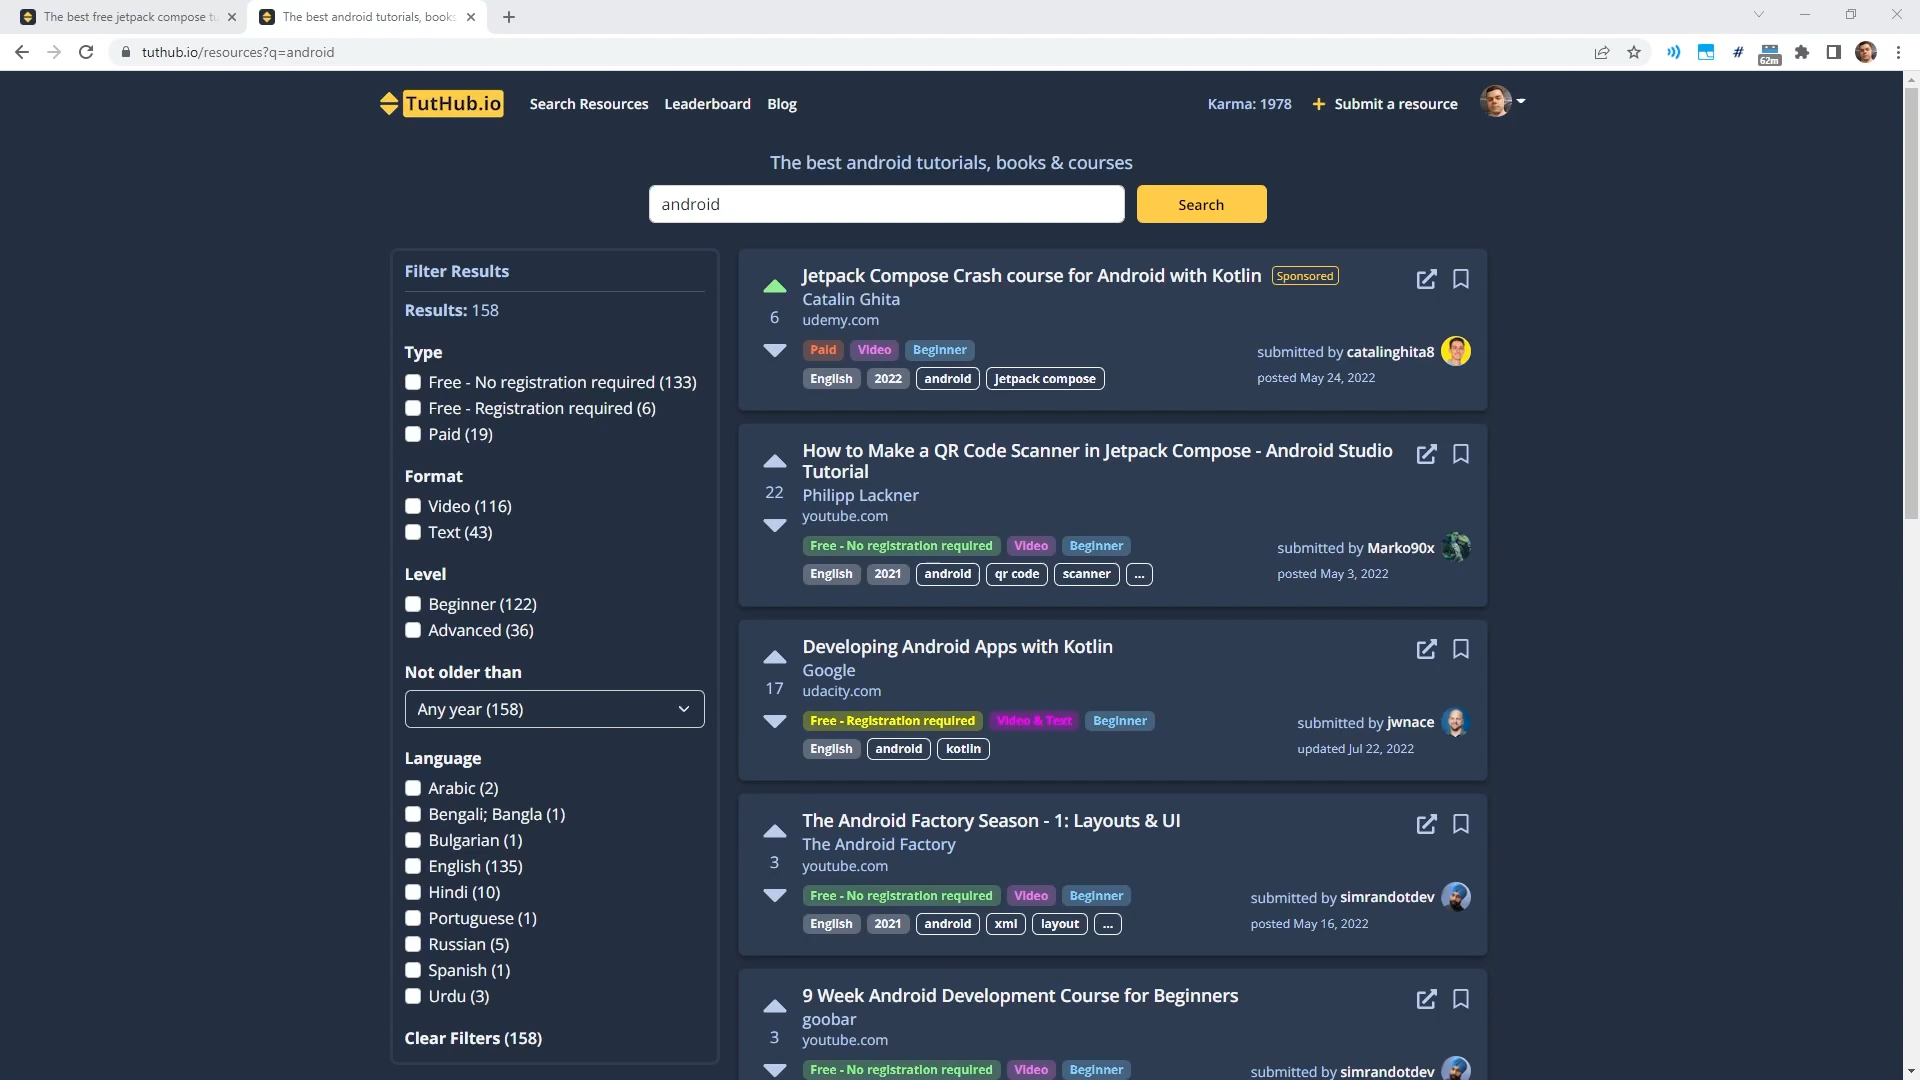 The best free jetpack compose tu
The best android tutorials, books
tuthub.io/resources?q=android
62m
TutHub.io
Search Resources
Leaderboard
Blog
Karma: 1978
+ Submit a resource
The best android tutorials, books & courses
android
Search
Filter Results
Results: 158
Type
Free - No registration required (133)
Free - Registration required (6)
Paid (19)
Format
Video (116)
Text (43)
Level
Beginner (122)
Advanced (36)
Not older than
Any year (158)
Language
Arabic (2)
Bengali; Bangla (1)
Bulgarian (1)
English (135)
Hindi (10)
Portuguese (1)
Russian (5)
Spanish (1)
Urdu (3)
Clear Filters (158)
Jetpack Compose Crash course for Android with Kotlin Sponsored
Catalin Ghita
6
udemy.com
Paid Video Beginner
submitted by catalinghita8
English 2022 android Jetpack compose
posted May 24, 2022
How to Make a QR Code Scanner in Jetpack Compose - Android Studio
Tutorial
22
Philipp Lackner
youtube.com
Free - No registration required Video Beginner
submitted by Marko90x
English 2021 android qr code scanner ...
posted May 3, 2022
Developing Android Apps with Kotlin
Google
17
udacity.com
Free - Registration required Video & Text Beginner
submitted by jwnace
English android kotlin
updated Jul 22, 2022
The Android Factory Season - 1: Layouts & UI
The Android Factory
3
youtube.com
Free - No registration required Video Beginner
submitted by simrandotdev
English 2021 android xml layout ...
posted May 16, 2022
9 Week Android Development Course for Beginners
goobar
3
youtube.com
Free - No registration required Video Beginner
submitted by simrandotdev